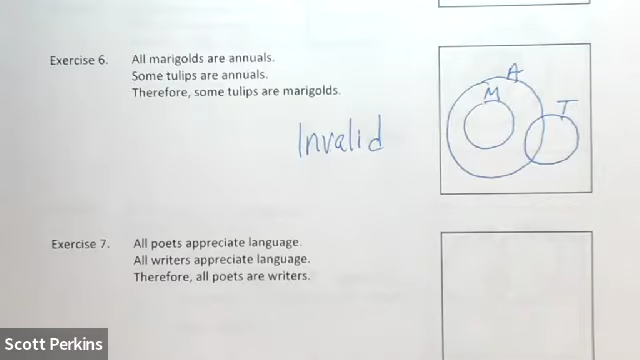 Exercise 6. All marigolds are annuals.
Some tulips are annuals.
Therefore, some tulips are marigolds.
A
M
T
Invalid
Exercise 7. All poets appreciate language.
All writers appreciate language.
Therefore, all poets are writers.
Scott Perkins